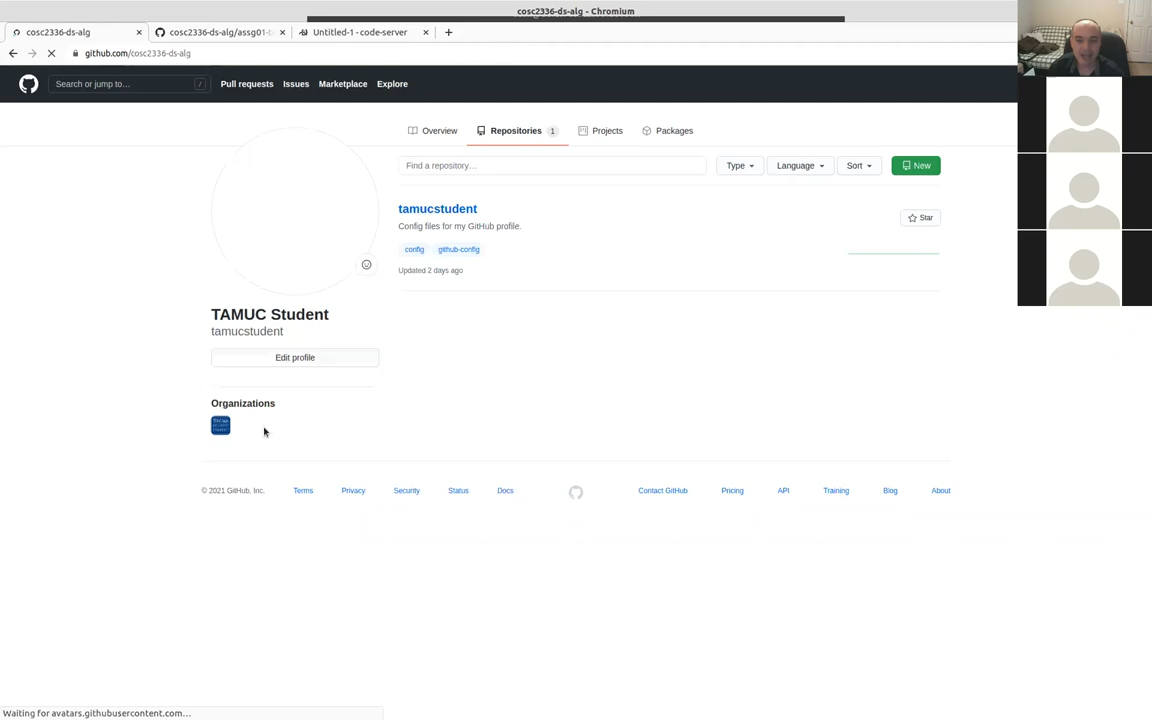 cosc2336-ds-alg - Chromium
cosc2336-ds-alg
cosc2336-ds-alg/assg01-t
Untitled-1 - code-server
github.com/cosc2336-ds-alg
Search or jump to…
/
Pull requests
Issues
Marketplace
Explore
Overview
Repositories 1
Projects
Packages
Find a repository…
Type
Language
Sort
New
tamucstudent
Star
Config files for my GitHub profile.
config
github-config
Updated 2 days ago
TAMUC Student
tamucstudent
Edit profile
Organizations
© 2021 GitHub, Inc.
Terms
Privacy
Security
Status
Docs
Contact GitHub
Pricing
API
Training
Blog
About
Waiting for avatars.githubusercontent.com…